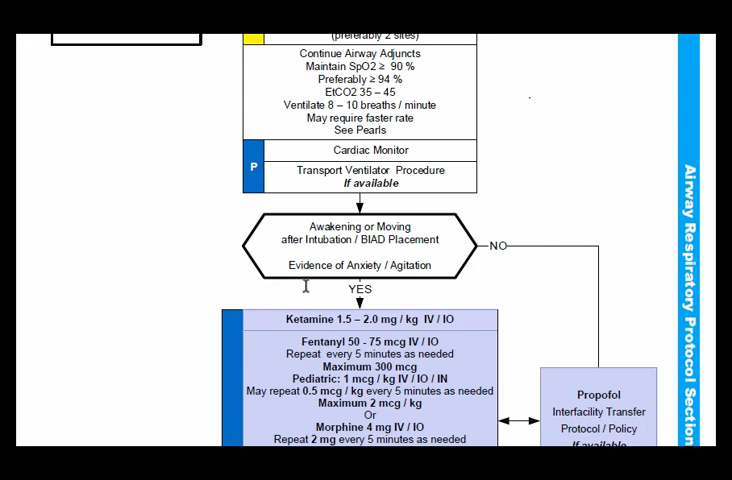 (preferably 2 sites)
Continue Airway Adjuncts
Maintain SpO2 ≥ 90 %
Preferably ≥ 94 %
EtCO2 35 – 45
Ventilate 8 – 10 breaths / minute
May require faster rate
See Pearls
P
Cardiac Monitor
Transport Ventilator Procedure
If available
Awakening or Moving
after Intubation / BIAD Placement
Evidence of Anxiety / Agitation
NO
YES
Ketamine 1.5 – 2.0 mg / kg IV / IO
Fentanyl 50 - 75 mcg IV / IO
Repeat every 5 minutes as needed
Maximum 300 mcg
Pediatric: 1 mcg / kg IV / IO / IN
May repeat 0.5 mcg / kg every 5 minutes as needed
Maximum 2 mcg / kg
Or
Morphine 4 mg IV / IO
Repeat 2 mg every 5 minutes as needed
Propofol
Interfacility Transfer
Protocol / Policy
If available
Airway Respiratory Protocol Section